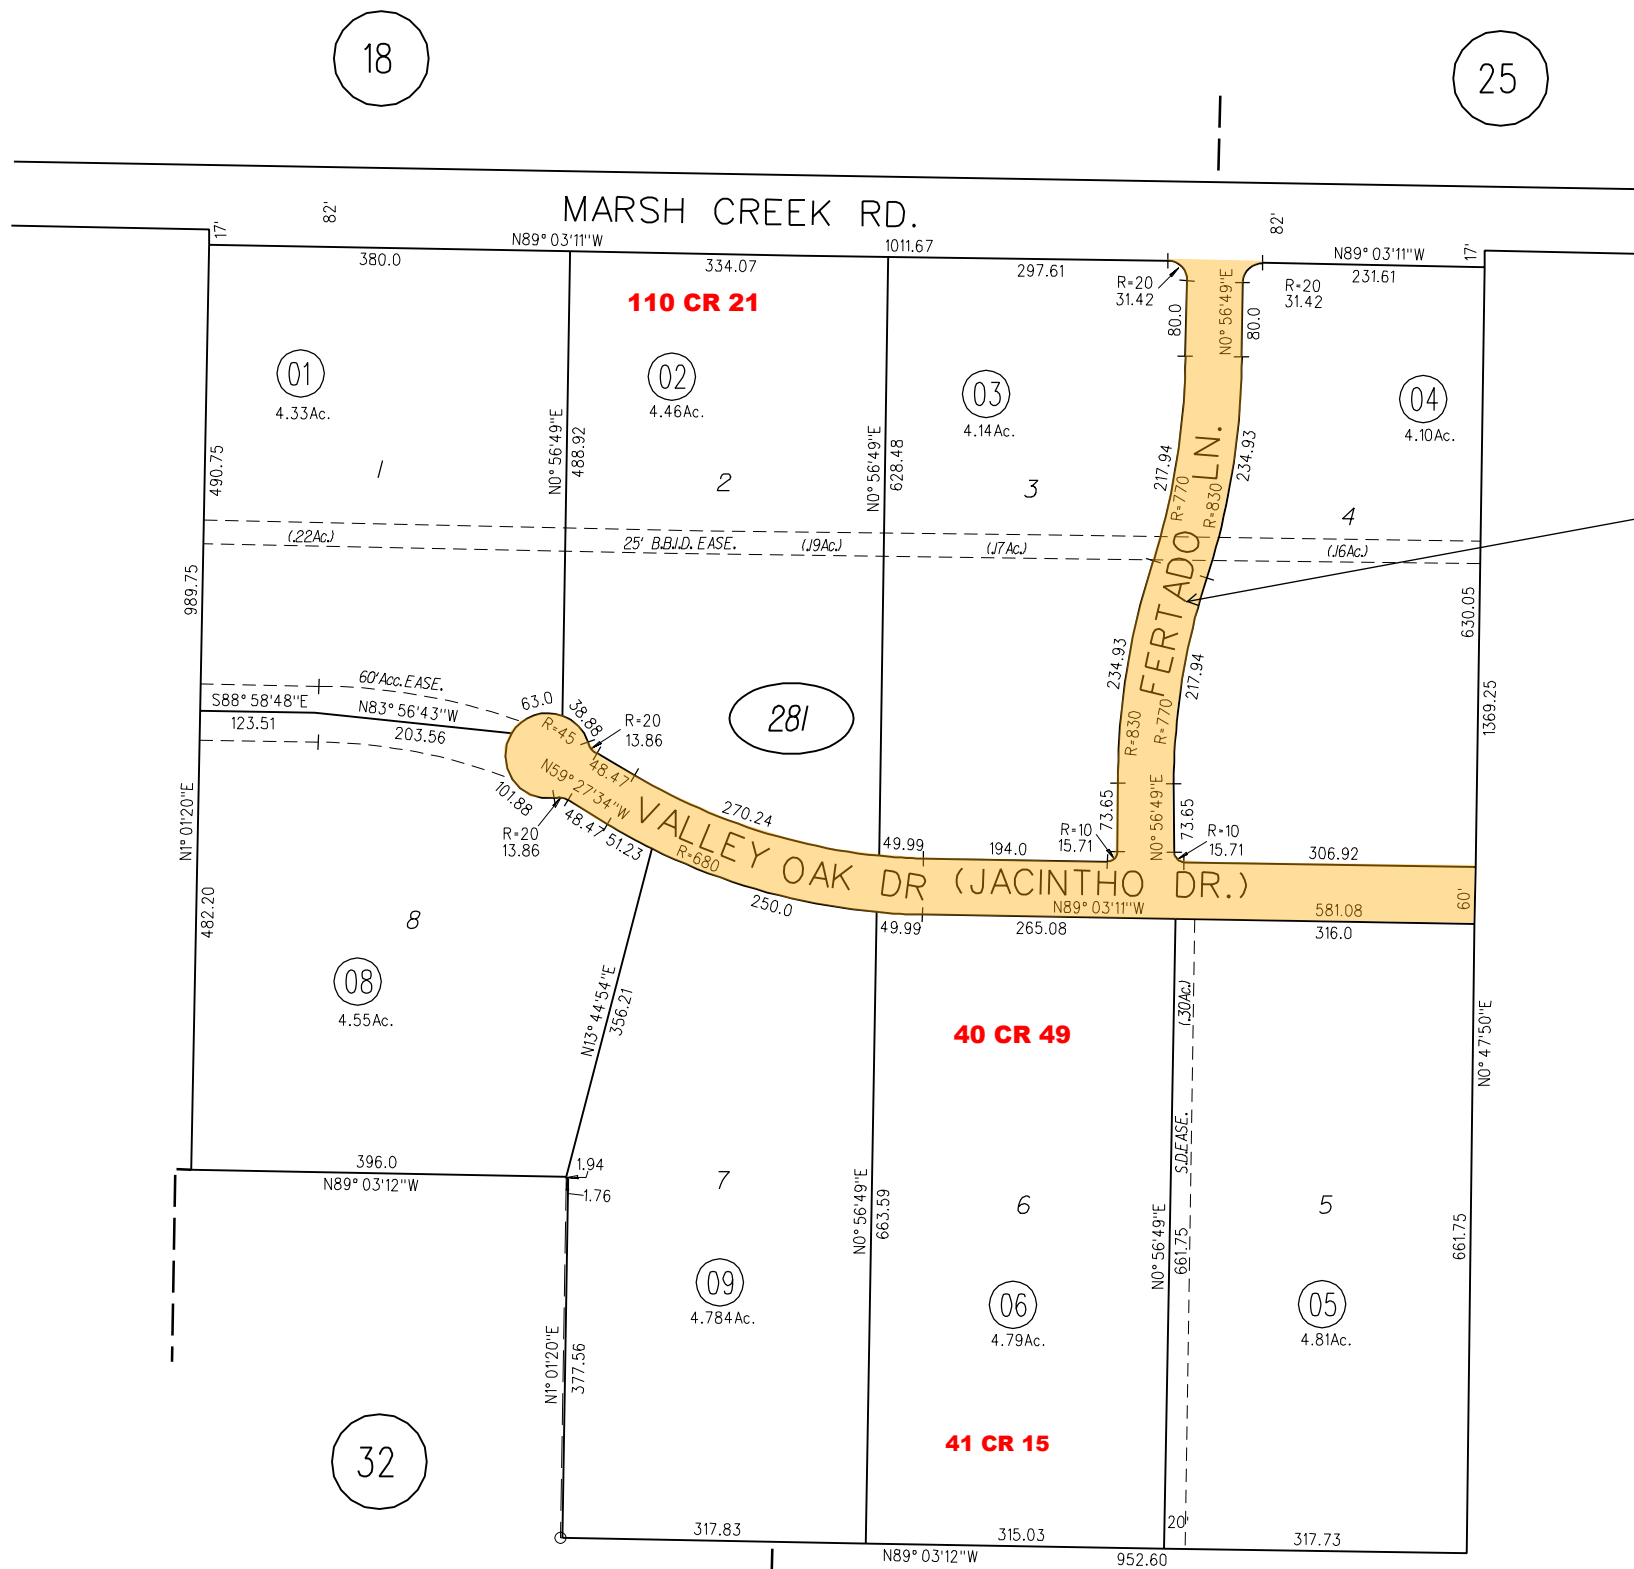 18
25
MARSH CREEK RD.
17'
82'
82'
17'
N89° 03'11"W
1011.67
N89° 03'11"W
380.0
334.07
297.61
231.61
R=20
31.42
R=20
31.42
110 CR 21
80.0
N0° 56'49"E
80.0
01
4.33Ac.
02
4.46Ac.
03
4.14Ac.
04
4.10Ac.
490.75
N0° 56'49"E
488.92
N0° 56'49"E
628.48
217.94
R=770
R=830
234.93
1
2
3
4
(.22Ac.)
25' B.B.I.D. EASE.
(.19Ac.)
(.17Ac.)
(.16Ac.)
FERTADO LN.
989.75
630.05
234.93
217.94
R=830
R=770
1369.25
60' Acc. EASE.
S88° 58'48"E
N83° 56'43"W
123.51
203.56
63.0
38.88
R=45
R=20
13.86
281
48.47
N59° 27'34"W
101.88
R=20
13.86
48.47
51.23
270.24
R=680
250.0
VALLEY OAK DR (JACINTHO DR.)
49.99
194.0
R=10
15.71
73.65
N0° 56'49"E
73.65
R=10
15.71
306.92
N89° 03'11"W
581.08
60'
49.99
265.08
316.0
N1° 01'20"E
482.20
8
08
4.55Ac.
N13° 44'54"E
356.21
40 CR 49
(.30Ac.)
N0° 47'50"E
396.0
N89° 03'12"W
1.94
1.76
S.D.EASE.
7
6
5
N0° 56'49"E
663.59
N0° 56'49"E
661.75
661.75
09
4.784Ac.
06
4.79Ac.
05
4.81Ac.
N1° 01'20"E
377.56
32
41 CR 15
317.83
315.03
20'
317.73
N89° 03'12"W
952.60